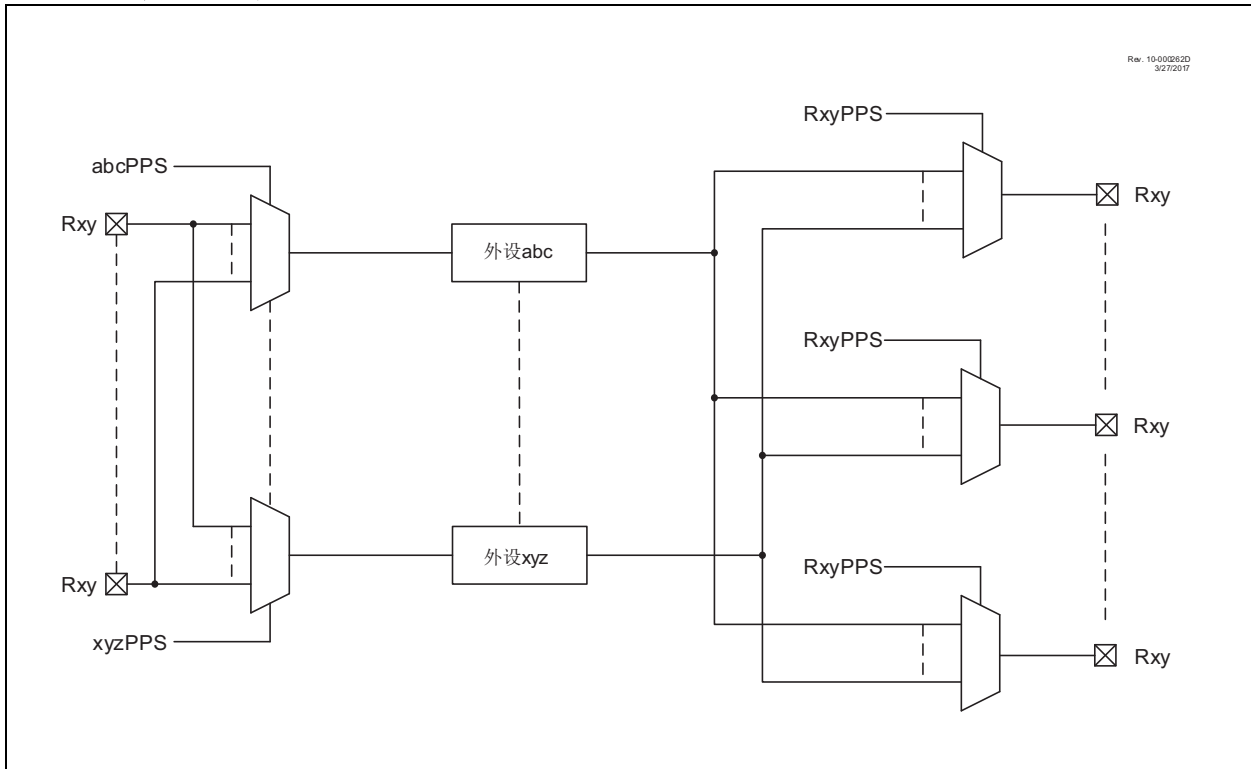 Rev. 10-000262D
3/27/2017
RxyPPS
abcPPS
Rxy
Rxy
外设abc
RxyPPS
Rxy
外设xyz
RxyPPS
Rxy
xyzPPS
Rxy